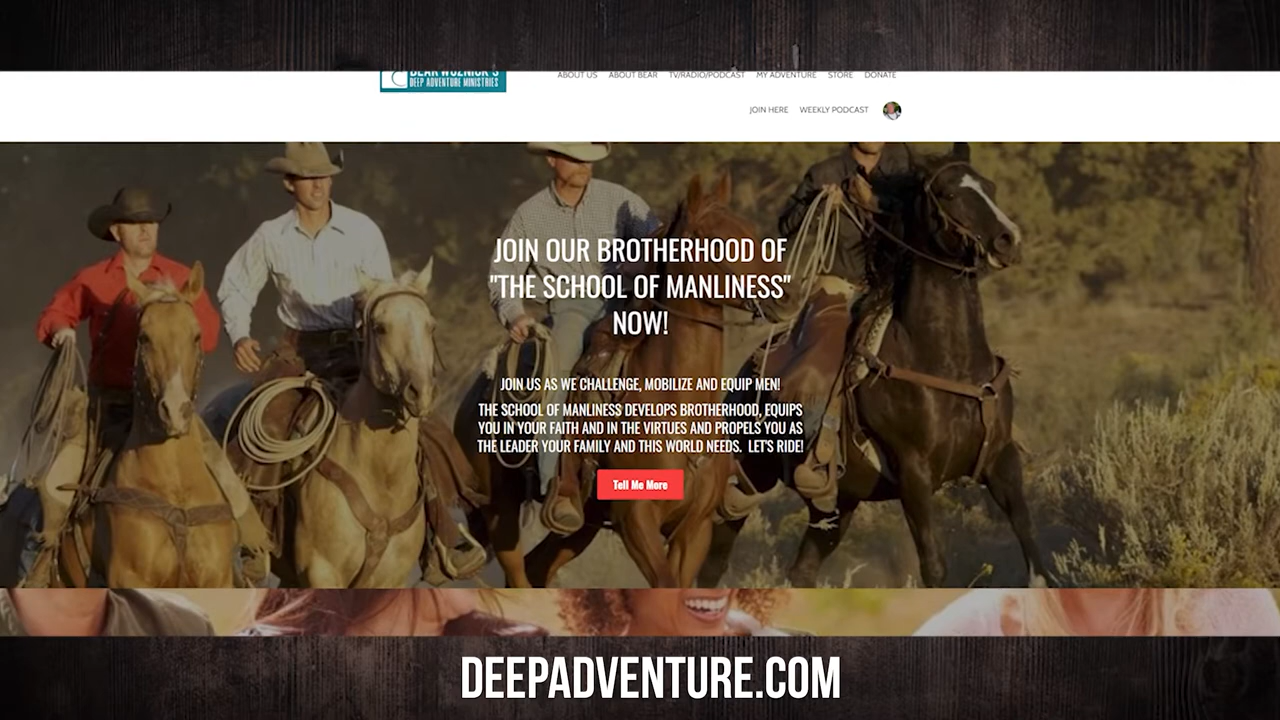 BEAR WOZNICK'S
DEEP ADVENTURE MINISTRIES
ABOUT US ABOUT BEAR TV/RADIO/PODCAST MY ADVENTURE STORE DONATE
JOIN HERE WEEKLY PODCAST
JOIN OUR BROTHERHOOD OF
"THE SCHOOL OF MANLINESS"
NOW!
JOIN US AS WE CHALLENGE, MOBILIZE AND EQUIP MEN!
THE SCHOOL OF MANLINESS DEVELOPS BROTHERHOOD, EQUIPS
YOU IN YOUR FAITH AND IN THE VIRTUES AND PROPELS YOU AS
THE LEADER YOUR FAMILY AND THIS WORLD NEEDS. LET'S RIDE!
Tell Me More
DEEPADVENTURE.COM